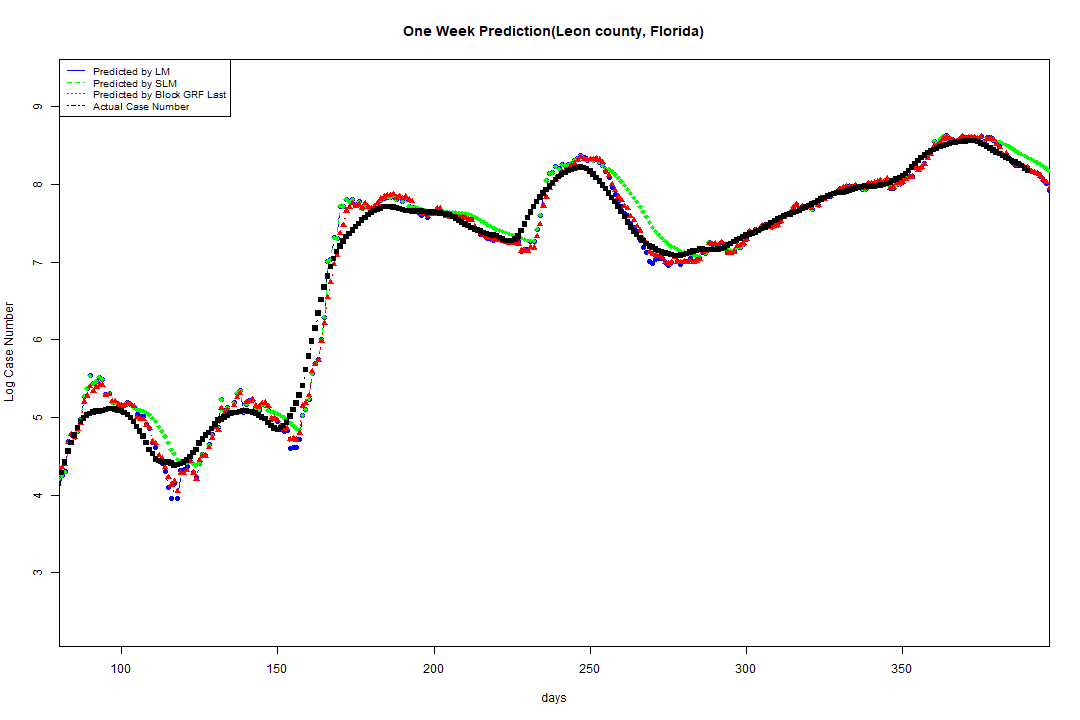 One Week Prediction(Leon county, Florida)
Predicted by LM
Predicted by SLM
Predicted by Block GRF Last
Actual Case Number
9
8
7
6
5
4
3
Log Case Number
100 150 200 250 300 350
days